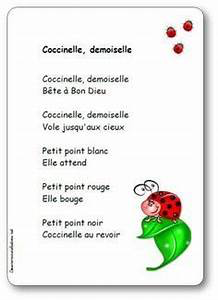 Coccinelle, demoiselle
Coccinelle, demoiselle
Bête à Bon Dieu
Coccinelle, demoiselle
Vole jusqu'aux cieux
Petit point blanc
Elle attend
Petit point rouge
Elle bouge
Petit point noir
Coccinelle au revoir